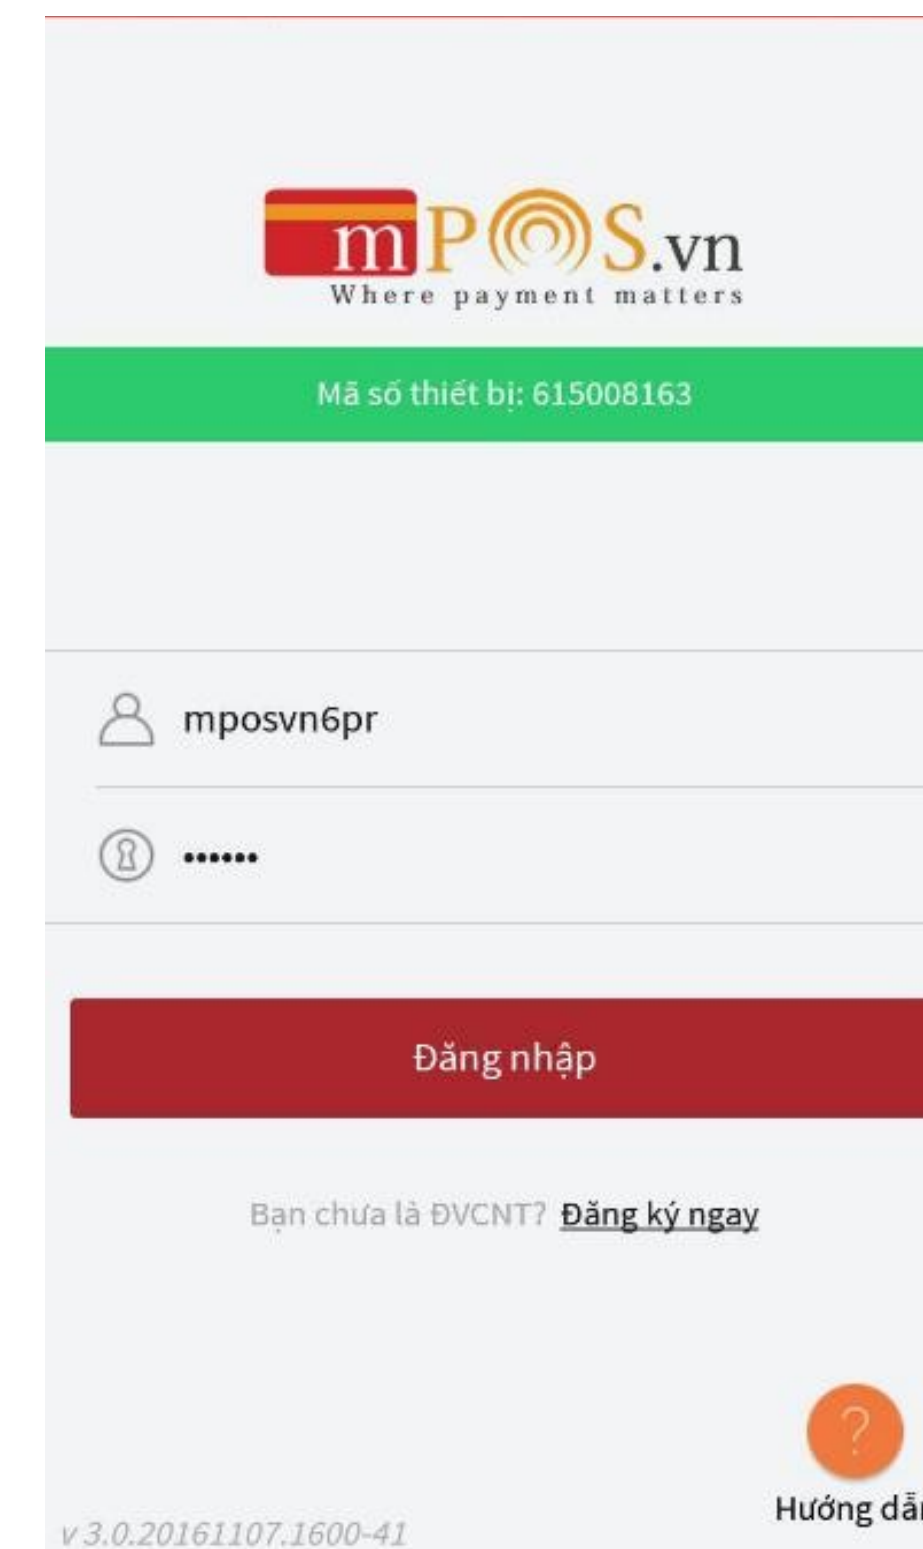 mPOS.vn
Where payment matters
Mã số thiết bị: 615008163
mposvn6pr
••••••
Đăng nhập
Bạn chưa là ĐVCNT? Đăng ký ngay
?
Hướng dẫn
v 3.0.20161107.1600-41